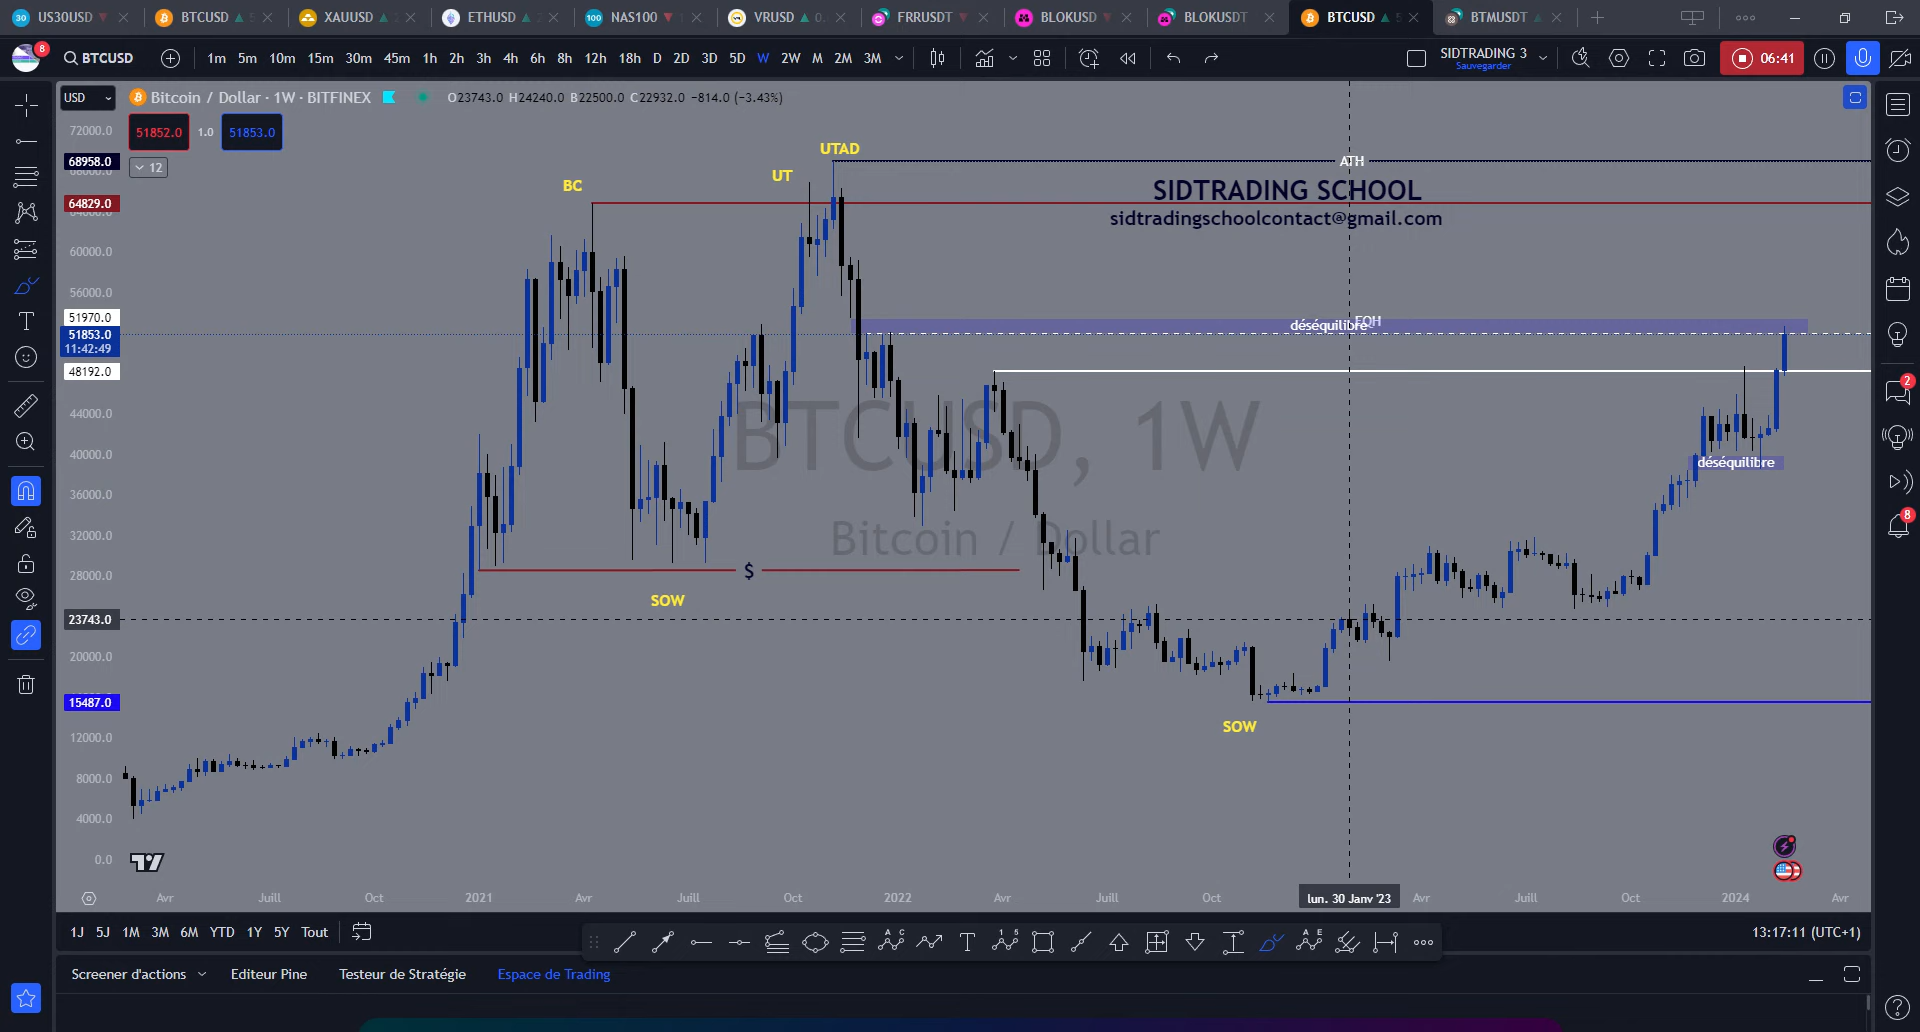 US30USD
BTCUSD
XAUUSD
ETHUSD
NAS100
VRUSD
FRRUSDT
BLOKUSD
BLOKUSDT
BTCUSD
BTMUSDT
8
BTCUSD
1m 5m 10m 15m 30m 45m 1h 2h 3h 4h 6h 8h 12h 18h D 2D 3D 5D W 2W M 2M 3M
SIDTRADING 3
Sauvegarder
06:41
USD
Bitcoin / Dollar · 1W · BITFINEX
O23743.0 H24240.0 B22500.0 C22932.0 −814.0 (−3.43%)
51852.0 1.0 51853.0
12
72000.0
68958.0
68000.0
64829.0
64000.0
60000.0
56000.0
51970.0
51853.0
11:42:49
48192.0
44000.0
40000.0
36000.0
32000.0
28000.0
23743.0
20000.0
15487.0
12000.0
8000.0
4000.0
0.0
UTAD
UT
BC
ATH
SIDTRADING SCHOOL
sidtradingschoolcontact@gmail.com
déséquilibre
EQH
BTCUSD, 1W
Bitcoin / Dollar
déséquilibre
$
SOW
SOW
2
8
Avr Juill Oct 2021 Avr Juill Oct 2022 Avr Juill Oct lun. 30 Janv '23 Avr Juill Oct 2024 Avr
1J 5J 1M 3M 6M YTD 1Y 5Y Tout
13:17:11 (UTC+1)
Screener d'actions Editeur Pine Testeur de Stratégie Espace de Trading